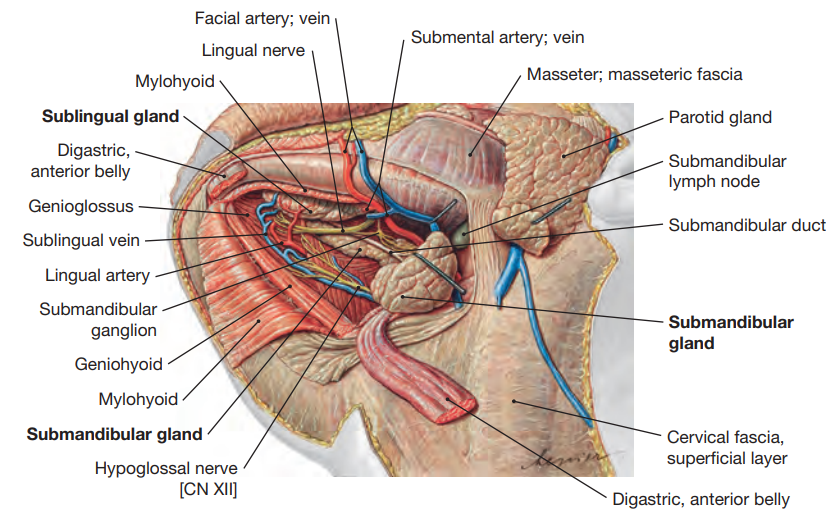 Facial artery; vein
Lingual nerve
Submental artery; vein
Mylohyoid
Masseter; masseteric fascia
Sublingual gland
Parotid gland
Digastric,
anterior belly
Submandibular
lymph node
Genioglossus
Submandibular duct
Sublingual vein
Lingual artery
Submandibular
ganglion
Submandibular
gland
Geniohyoid
Mylohyoid
Submandibular gland
Cervical fascia,
superficial layer
Hypoglossal nerve
[CN XII]
Digastric, anterior belly